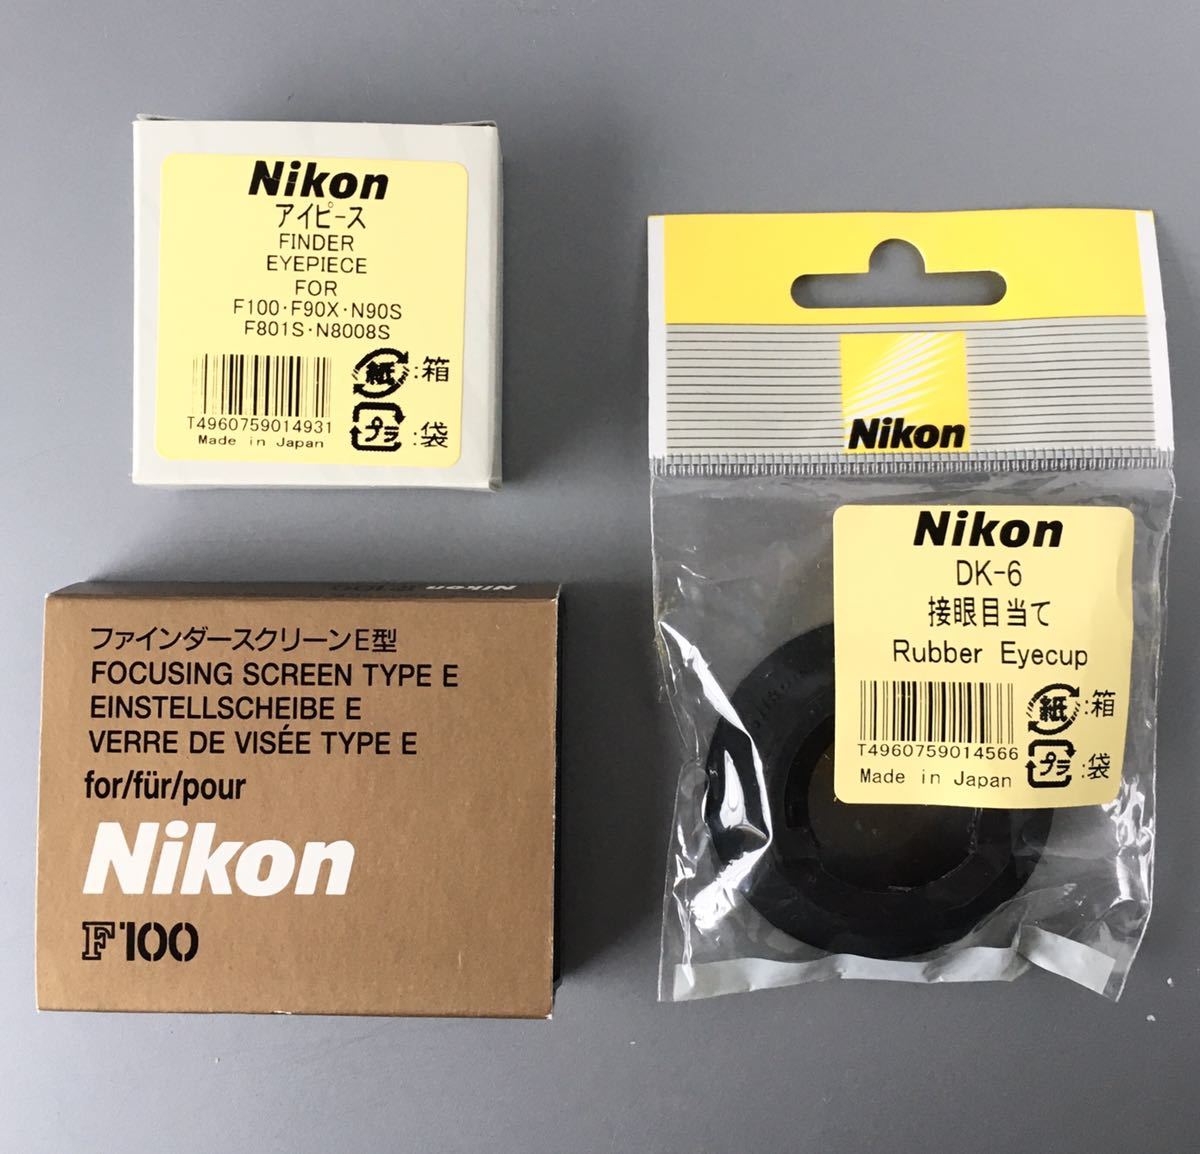 Nikon
アイピース
FINDER
EYEPIECE
FOR
F100・F90X・N90S
F801S・N8008S
紙:箱
プラ:袋
T4960759014931
Made in Japan
Nikon
Nikon
DK-6
接眼目当て
Rubber Eyecup
紙:箱
プラ:袋
T4960759014566
Made in Japan
Nikon F100
ファインダースクリーンE型
FOCUSING SCREEN TYPE E
EINSTELLSCHEIBE E
VERRE DE VISÉE TYPE E
for/für/pour
Nikon
F100